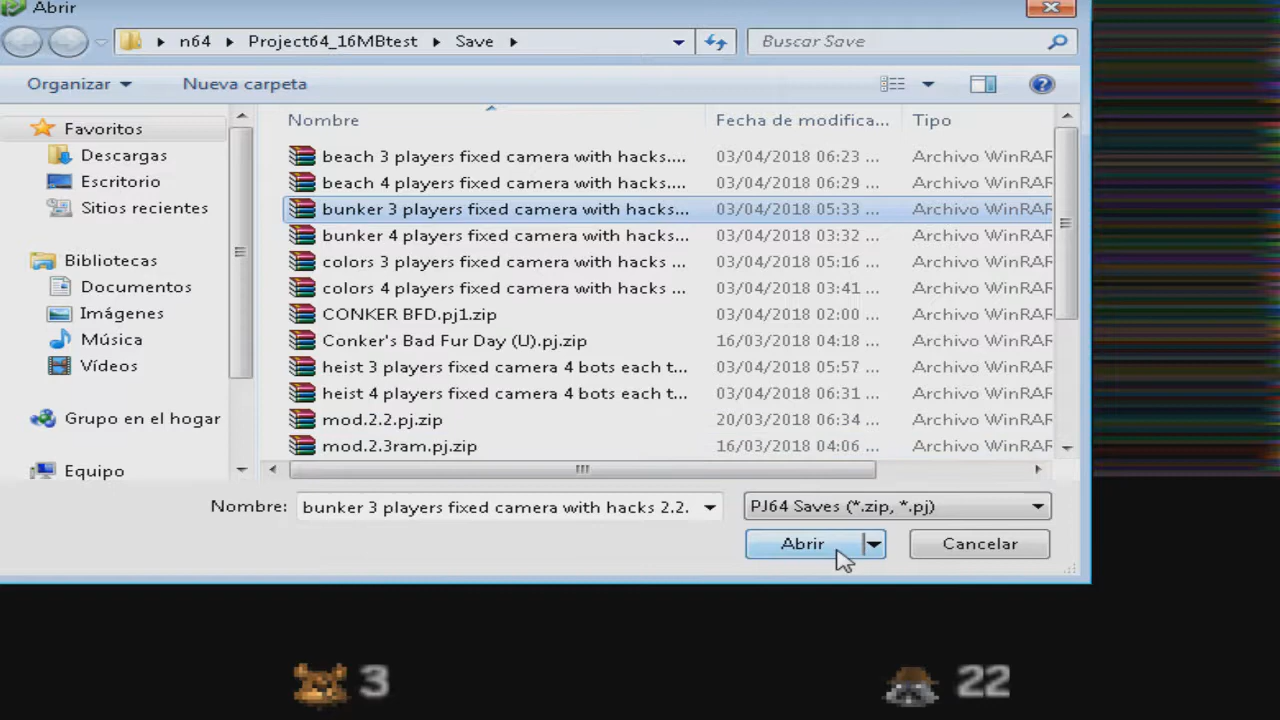 Abrir
n64 Project64_16MBtest Save
Buscar Save
Organizar Nueva carpeta
Nombre Fecha de modifica... Tipo
Favoritos
Descargas
Escritorio
Sitios recientes
Bibliotecas
Documentos
Imágenes
Música
Vídeos
Grupo en el hogar
Equipo
beach 3 players fixed camera with hacks.... 03/04/2018 06:23 ... Archivo WinRAR
beach 4 players fixed camera with hacks.... 03/04/2018 06:29 ... Archivo WinRAR
bunker 3 players fixed camera with hacks... 03/04/2018 05:33 ... Archivo WinRAR
bunker 4 players fixed camera with hacks... 03/04/2018 03:32 ... Archivo WinRAR
colors 3 players fixed camera with hacks ... 03/04/2018 05:16 ... Archivo WinRAR
colors 4 players fixed camera with hacks ... 03/04/2018 03:41 ... Archivo WinRAR
CONKER BFD.pj1.zip 03/04/2018 02:00 ... Archivo WinRAR
Conker's Bad Fur Day (U).pj.zip 16/03/2018 04:18 ... Archivo WinRAR
heist 3 players fixed camera 4 bots each t... 03/04/2018 05:57 ... Archivo WinRAR
heist 4 players fixed camera 4 bots each t... 03/04/2018 06:31 ... Archivo WinRAR
mod.2.2.pj.zip 20/03/2018 06:34 ... Archivo WinRAR
mod.2.3ram.pj.zip 16/03/2018 04:06 ... Archivo WinRAR
Nombre: bunker 3 players fixed camera with hacks 2.2. PJ64 Saves (*.zip, *.pj)
Abrir Cancelar
3 22